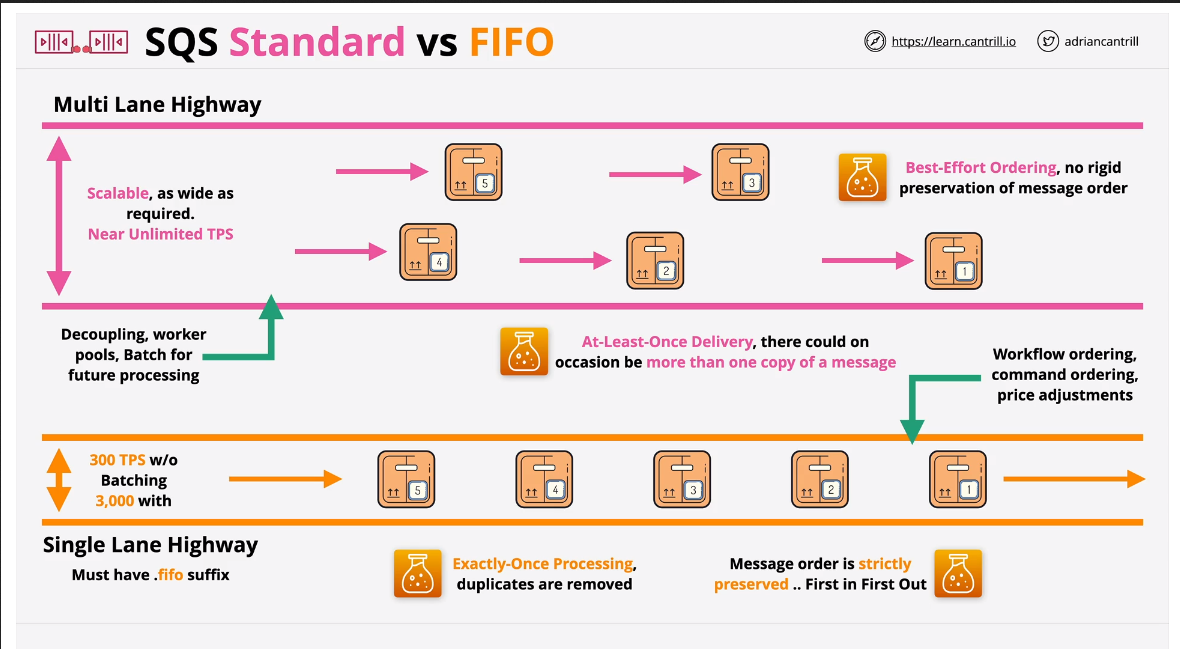 SQS Standard vs FIFO
https://learn.cantrill.io
adriancantrill
Multi Lane Highway
Scalable, as wide as
required.
Near Unlimited TPS
5
3
Best-Effort Ordering, no rigid
preservation of message order
4
2
1
Decoupling, worker
pools, Batch for
future processing
At-Least-Once Delivery, there could on
occasion be more than one copy of a message
Workflow ordering,
command ordering,
price adjustments
300 TPS w/o
Batching
3,000 with
5
4
3
2
1
Single Lane Highway
Must have .fifo suffix
Exactly-Once Processing,
duplicates are removed
Message order is strictly
preserved .. First in First Out